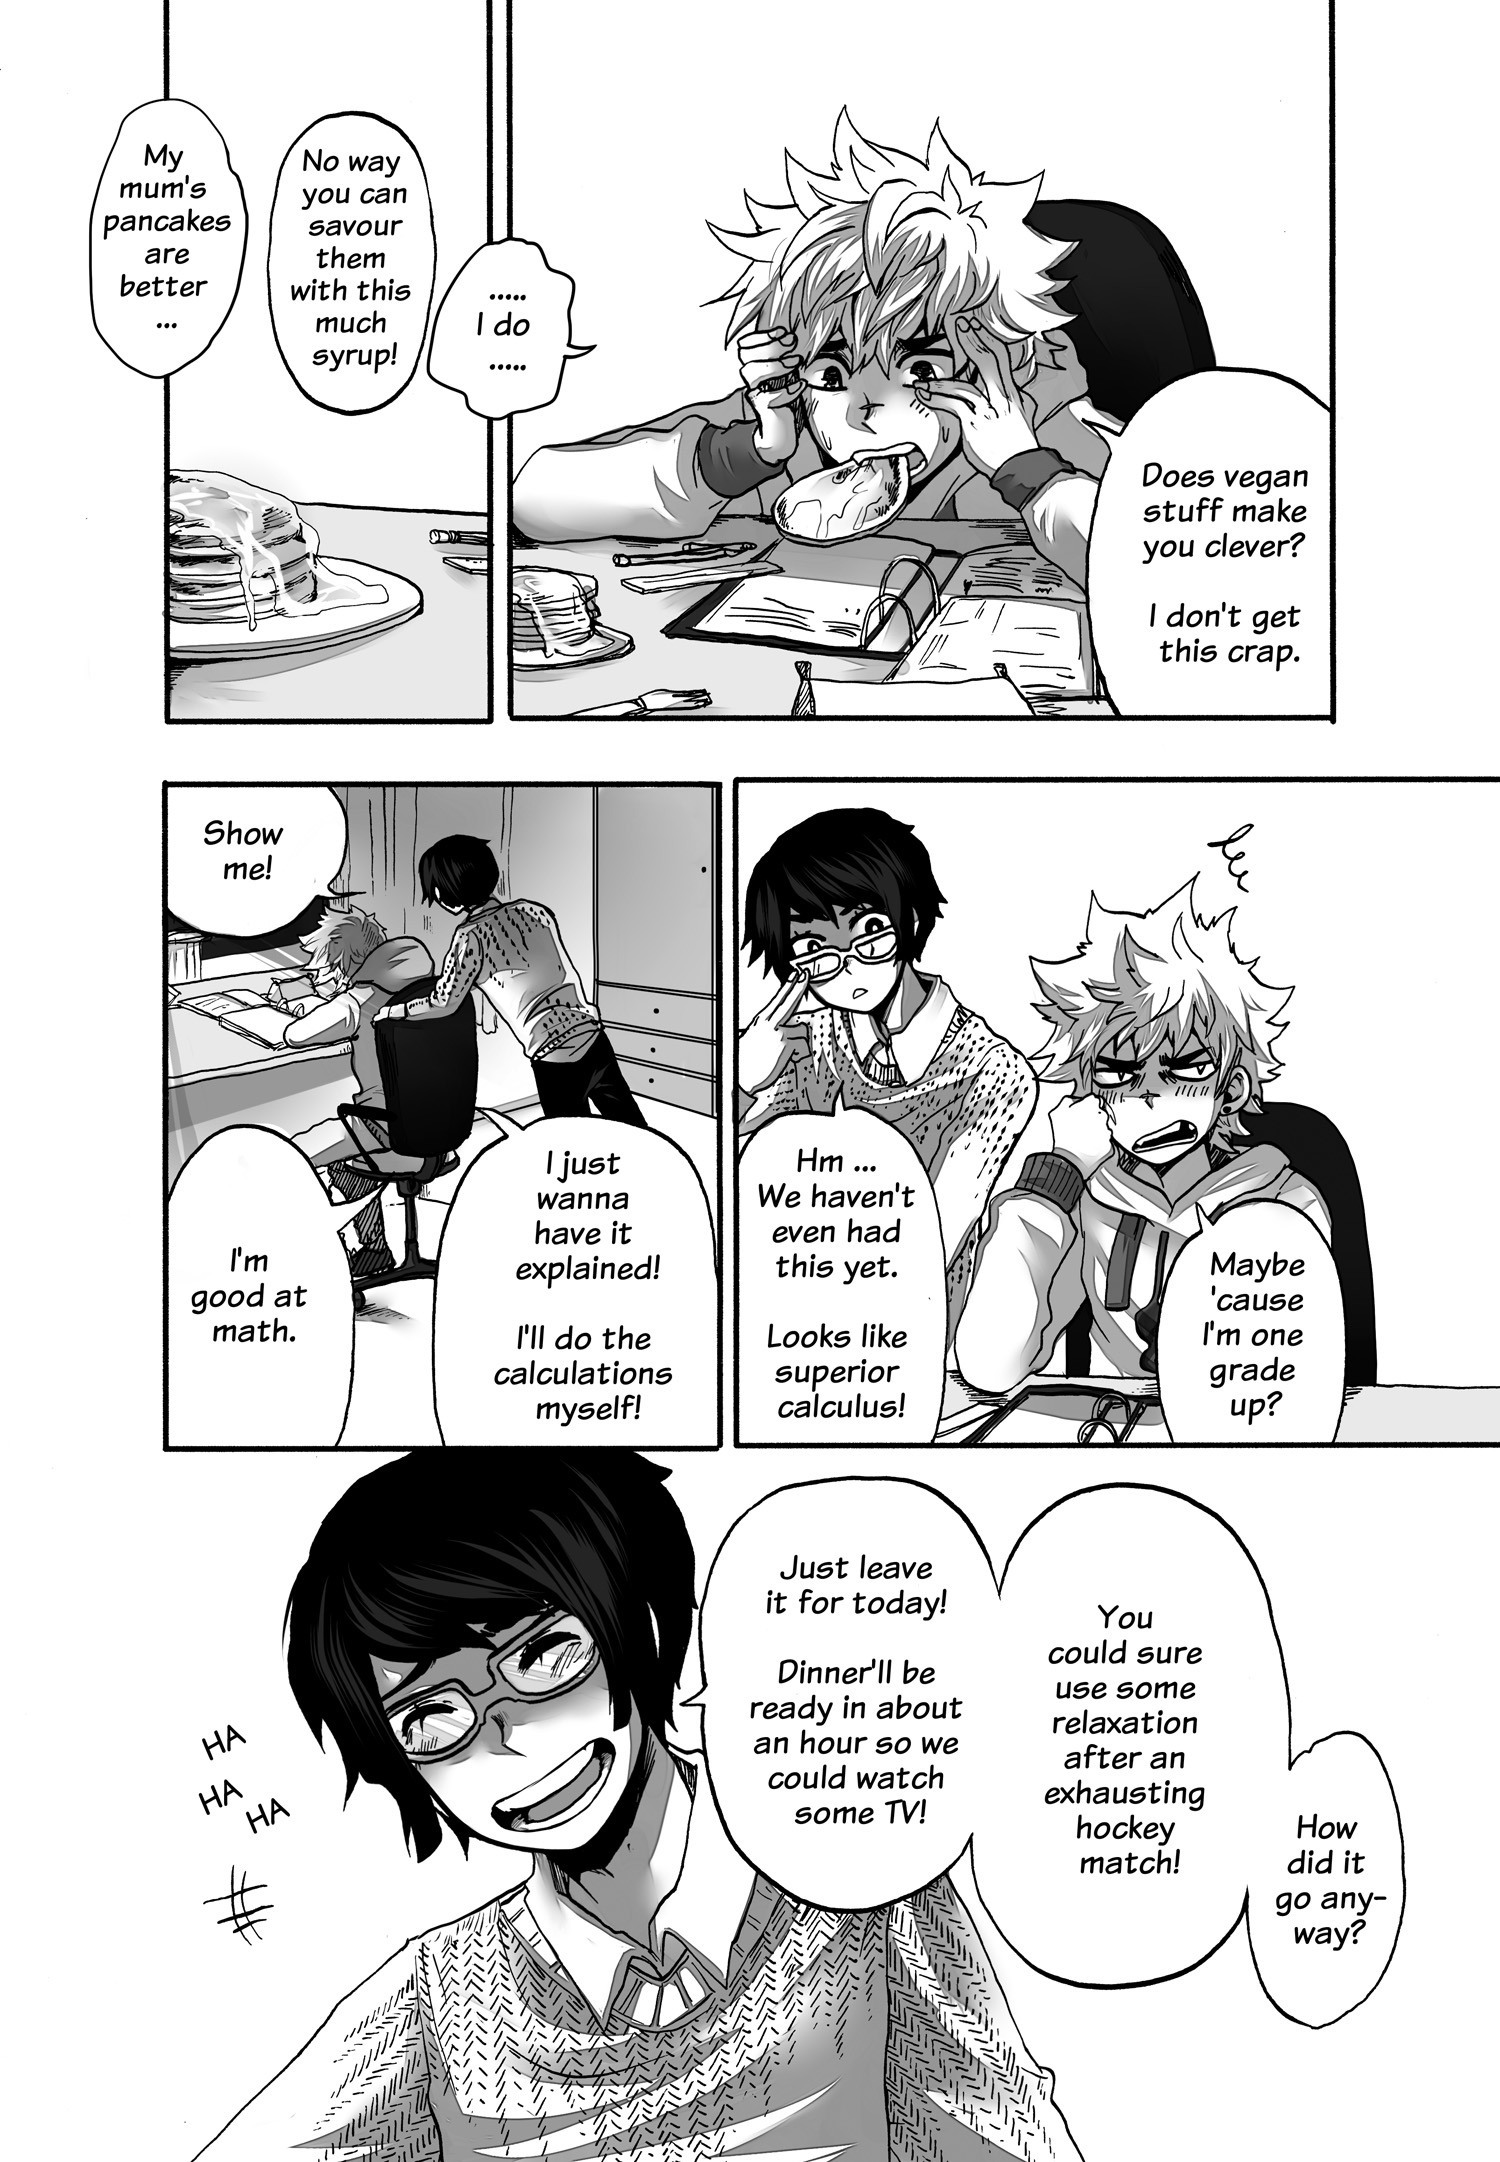 Does vegan
stuff make
you clever?
I don't get
this crap.
.....
I do
.....
No way
you can
savour
them
with this
much
syrup!
My
mum's
pancakes
are
better
...
Maybe
'cause
I'm one
grade
up?
Hm ...
We haven't
even had
this yet.
Looks like
superior
calculus!
Show
me!
I just
wanna
have it
explained!
I'll do the
calculations
myself!
I'm
good at
math.
How
did it
go any-
way?
You
could sure
use some
relaxation
after an
exhausting
hockey
match!
Just leave
it for today!
Dinner'll be
ready in about
an hour so we
could watch
some TV!
HA
HA
HA